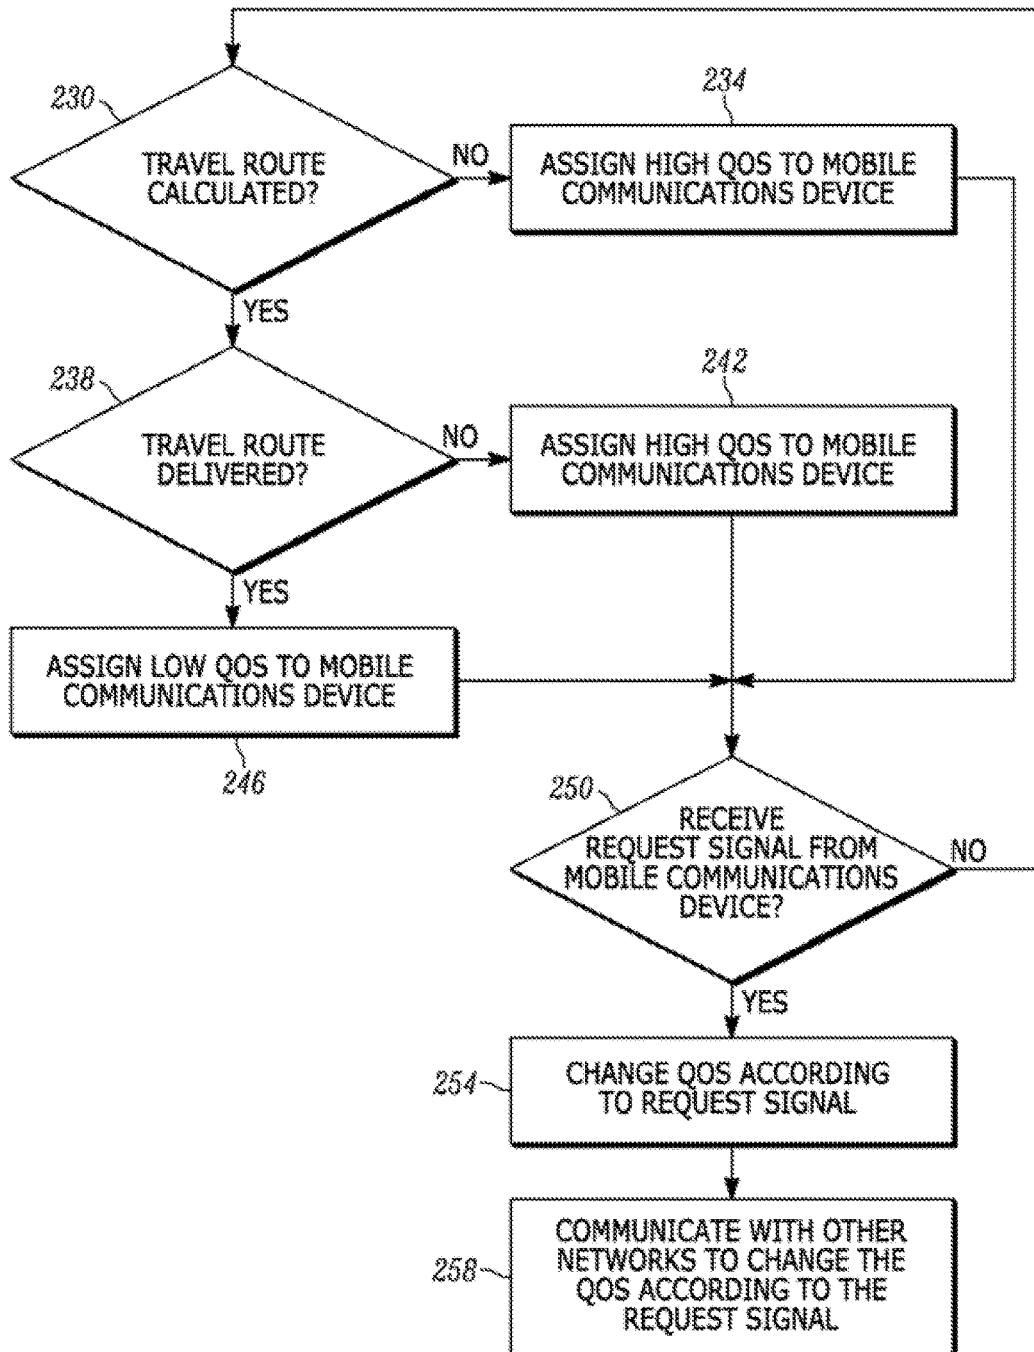 230
TRAVEL ROUTE
CALCULATED?
NO
234
ASSIGN HIGH QOS TO MOBILE
COMMUNICATIONS DEVICE
YES
238
TRAVEL ROUTE
DELIVERED?
NO
242
ASSIGN HIGH QOS TO MOBILE
COMMUNICATIONS DEVICE
YES
ASSIGN LOW QOS TO MOBILE
COMMUNICATIONS DEVICE
246
250
RECEIVE
REQUEST SIGNAL FROM
MOBILE COMMUNICATIONS
DEVICE?
NO
YES
254
CHANGE QOS ACCORDING
TO REQUEST SIGNAL
258
COMMUNICATE WITH OTHER
NETWORKS TO CHANGE THE
QOS ACCORDING TO THE
REQUEST SIGNAL